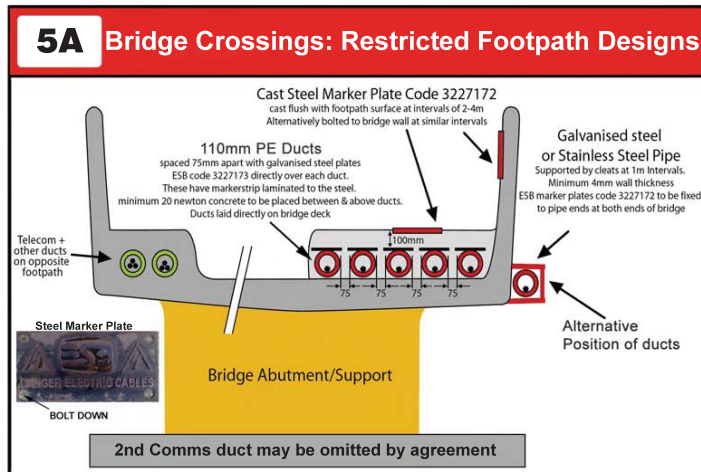 5A
Bridge Crossings: Restricted Footpath Designs
Cast Steel Marker Plate Code 3227172
cast flush with footpath surface at intervals of 2-4m
Alternatively bolted to bridge wall at similar intervals
110mm PE Ducts
spaced 75mm apart with galvanised steel plates
ESB code 3227173 directly over each duct.
These have markerstrip laminated to the steel.
minimum 20 newton concrete to be placed between & above ducts.
Ducts laid directly on bridge deck
Galvanised steel
or Stainless Steel Pipe
Supported by cleats at 1m Intervals.
Minimum 4mm wall thickness
ESB marker plates code 3227172 to be fixed
to pipe ends at both ends of bridge
100mm
Telecom +
other ducts
on opposite
footpath
75 75 75 75
Alternative
Position of ducts
Steel Marker Plate
ESB
DANGER ELECTRIC CABLES
BOLT DOWN
Bridge Abutment/Support
2nd Comms duct may be omitted by agreement